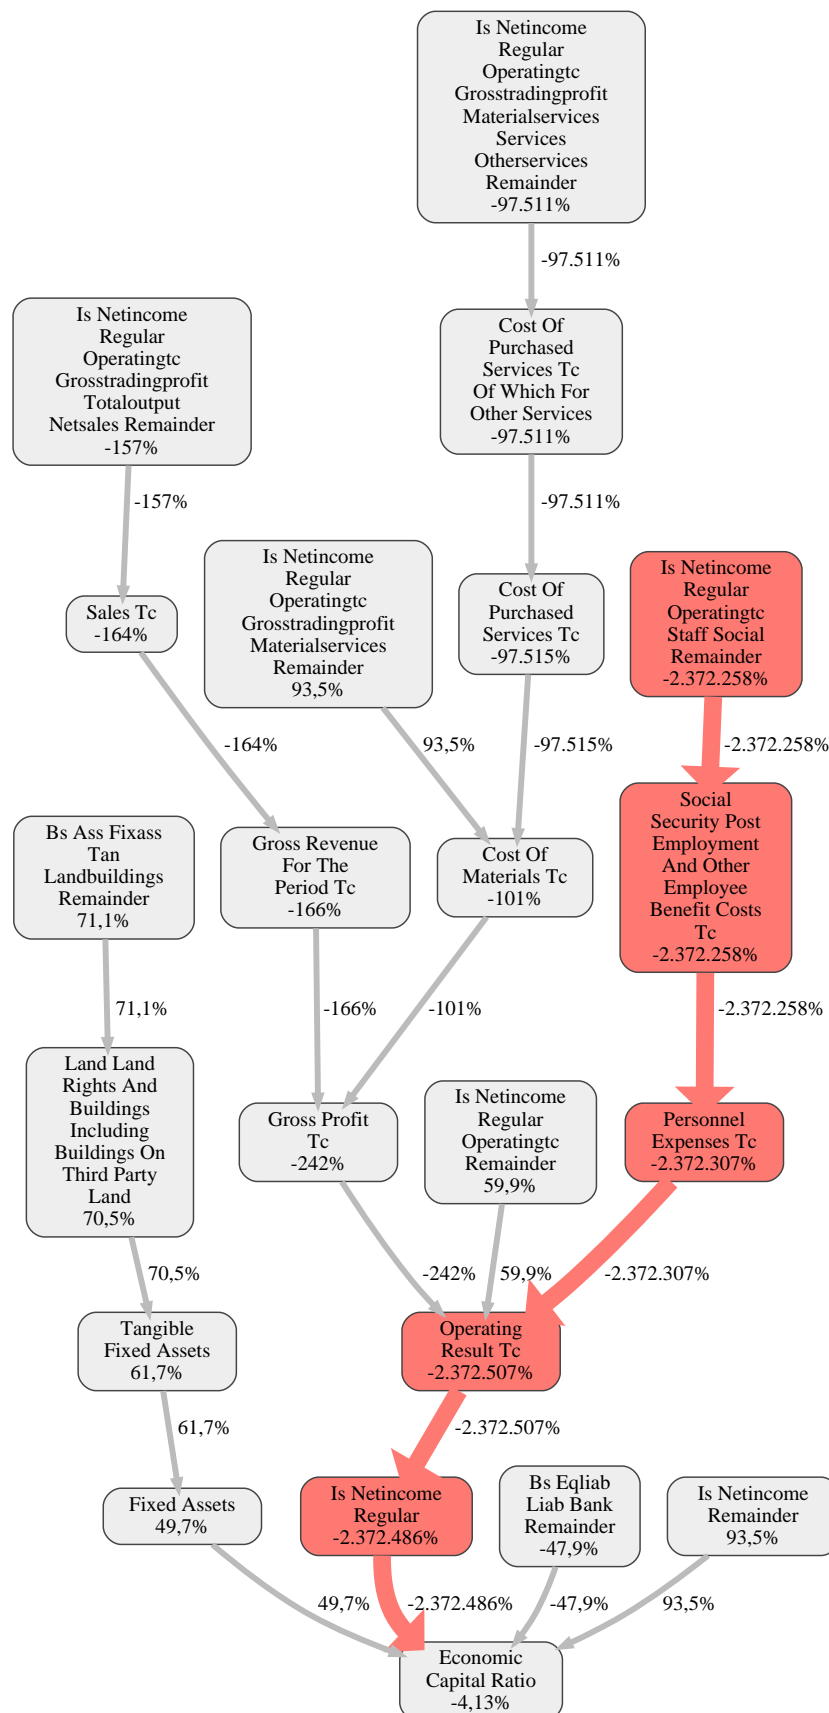 Is Netincome
Regular
Operatingtc
Grosstradingprofit
Materialservices
Services
Otherservices
Remainder
-97.511%
-97.511%
Is Netincome
Regular
Operatingtc
Grosstradingprofit
Totaloutput
Netsales Remainder
-157%
Cost Of
Purchased
Services Tc
Of Which For
Other Services
-97.511%
-157%
-97.511%
Is Netincome
Regular
Operatingtc
Grosstradingprofit
Materialservices
Remainder
93,5%
Is Netincome
Regular
Operatingtc
Staff Social
Remainder
-2.372.258%
Cost Of
Purchased
Services Tc
-97.515%
Sales Tc
-164%
-164%
93,5%
-97.515%
-2.372.258%
Bs Ass Fixass
Tan
Landbuildings
Remainder
71,1%
Gross Revenue
For The
Period Tc
-166%
Cost Of
Materials Tc
-101%
Social
Security Post
Employment
And Other
Employee
Benefit Costs
Tc
-2.372.258%
71,1%
-166%
-101%
-2.372.258%
Land Land
Rights And
Buildings
Including
Buildings On
Third Party
Land
70,5%
Gross Profit
Tc
-242%
Is Netincome
Regular
Operatingtc
Remainder
59,9%
Personnel
Expenses Tc
-2.372.307%
70,5%
-242%
59,9%
-2.372.307%
Tangible
Fixed Assets
61,7%
Operating
Result Tc
-2.372.507%
61,7%
-2.372.507%
Fixed Assets
49,7%
Is Netincome
Regular
-2.372.486%
Bs Eqliab
Liab Bank
Remainder
-47,9%
Is Netincome
Remainder
93,5%
49,7%
-2.372.486%
-47,9%
93,5%
Economic
Capital Ratio
-4,13%